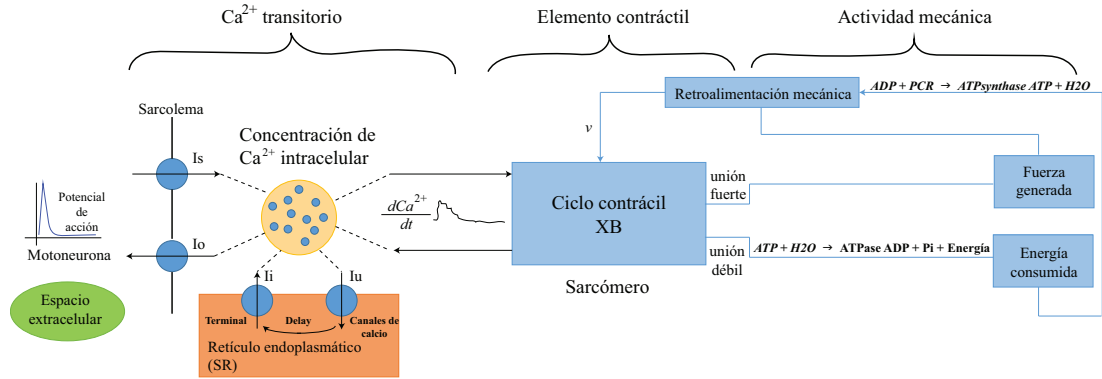 Ca2+ transitorio
Elemento contráctil
Actividad mecánica
Sarcolema
Is
Concentración de
Ca2+ intracelular
Potencial
de
acción
Motoneurona
Io
Espacio
extracelular
Ii
Iu
Terminal
Delay
Canales de
calcio
Retículo endoplasmático
(SR)
dCa2+
dt
v
Ciclo contrácil
XB
Sarcómero
Retroalimentación mecánica
ADP + PCR → ATPsynthase ATP + H2O
unión
fuerte
Fuerza
generada
unión
débil
ATP + H2O → ATPase ADP + Pi + Energía
Energía
consumida